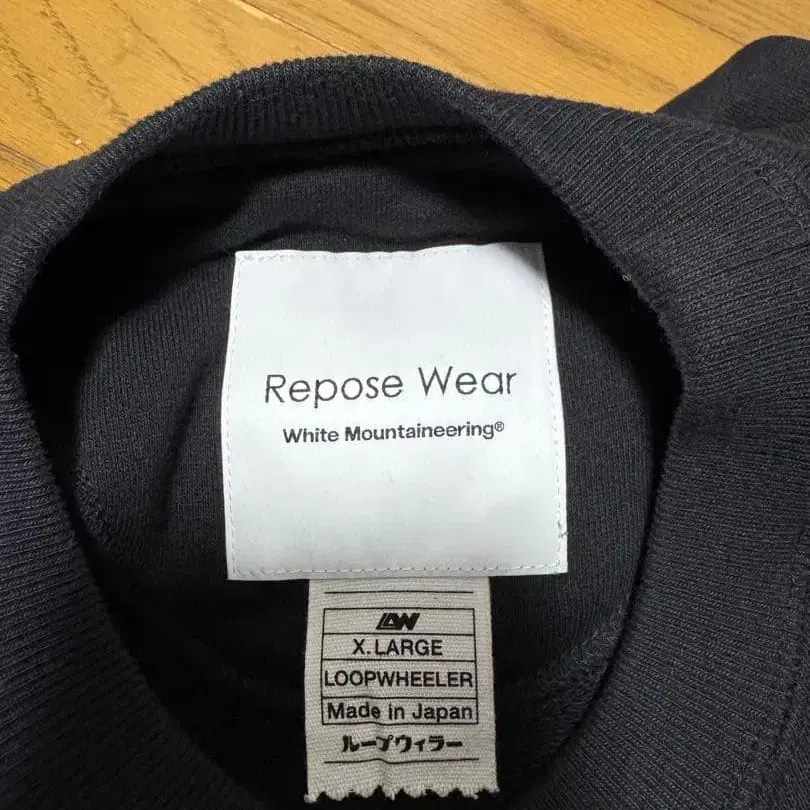 Repose Wear
White Mountaineering®
LW
X.LARGE
LOOPWHEELER
Made in Japan
ループウィラー